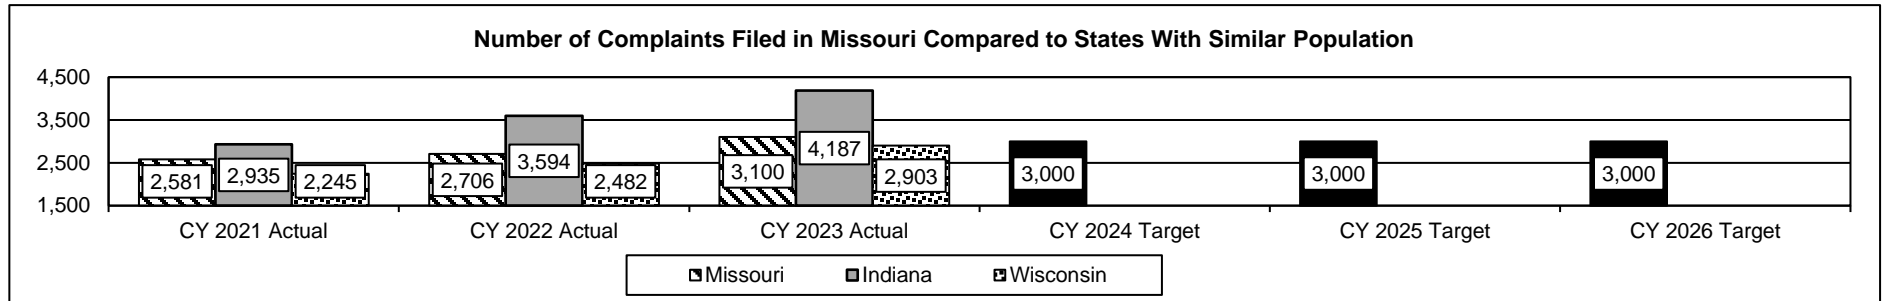 Number of Complaints Filed in Missouri Compared to States With Similar Population
4,500
3,500
2,500
1,500
2,581 2,935 2,245 2,706 3,594 2,482 3,100 4,187 2,903 3,000 3,000 3,000
CY 2021 Actual CY 2022 Actual CY 2023 Actual CY 2024 Target CY 2025 Target CY 2026 Target
Missouri Indiana Wisconsin